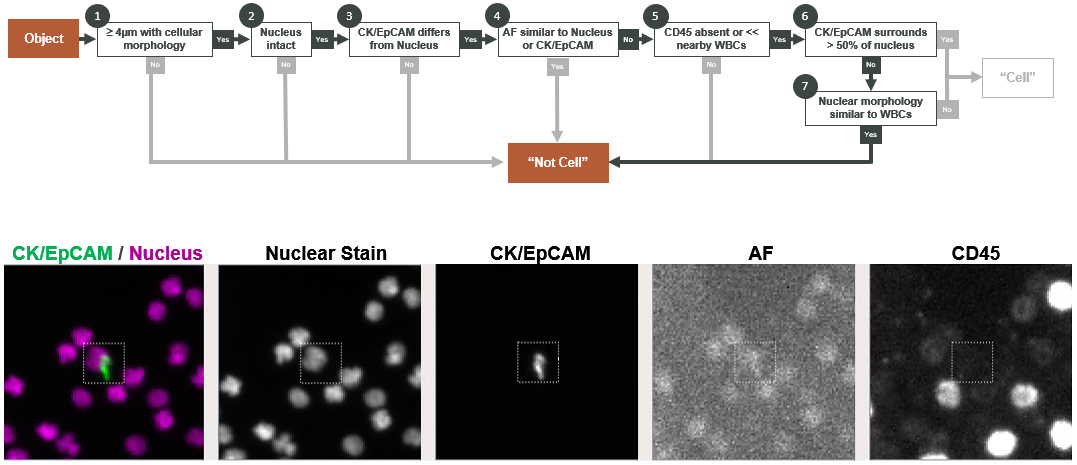 Object
1
≥ 4μm with cellular
morphology
Yes
No
2
Nucleus
intact
Yes
No
3
CK/EpCAM differs
from Nucleus
Yes
No
4
AF similar to Nucleus
or CK/EpCAM
No
Yes
5
CD45 absent or <<
nearby WBCs
Yes
No
6
CK/EpCAM surrounds
> 50% of nucleus
Yes
No
7
Nuclear morphology
similar to WBCs
No
Yes
“Cell”
“Not Cell”
CK/EpCAM / Nucleus
Nuclear Stain
CK/EpCAM
AF
CD45